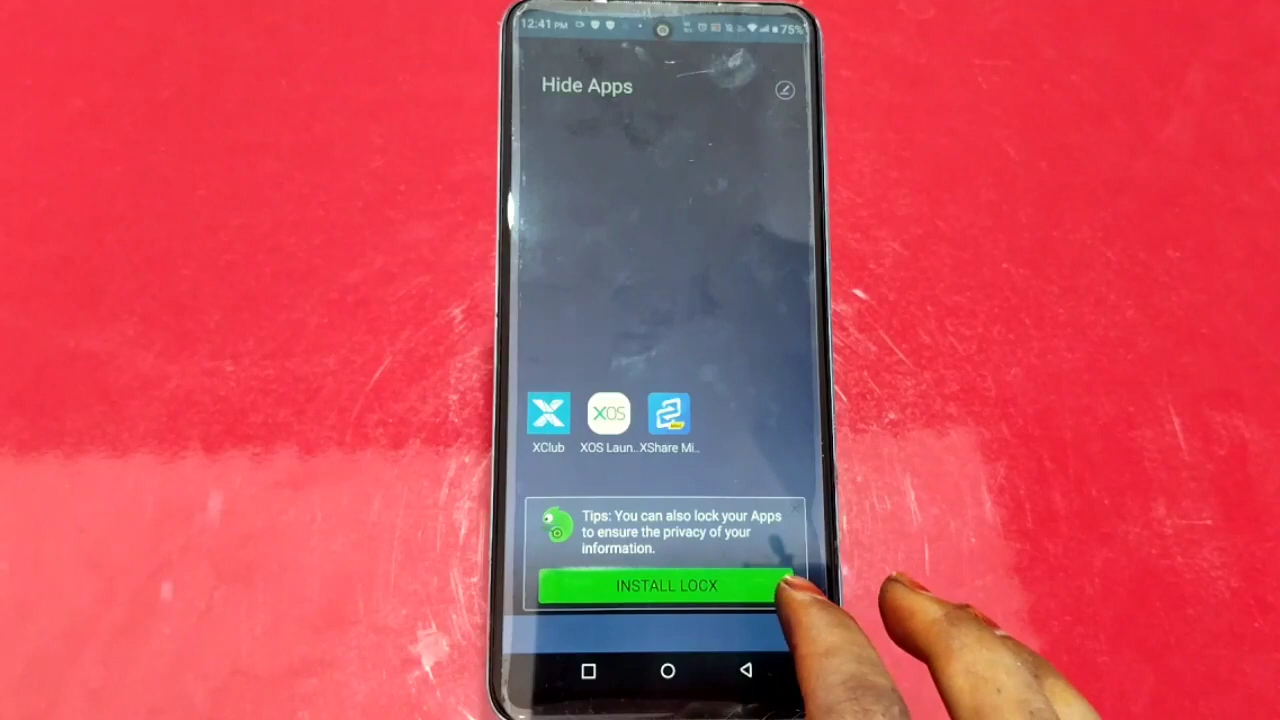 12:41 PM 75%
Hide Apps
XOS
XClub XOS Laun.. XShare Mi..
Tips: You can also lock your Apps
to ensure the privacy of your
information.
INSTALL LOCX